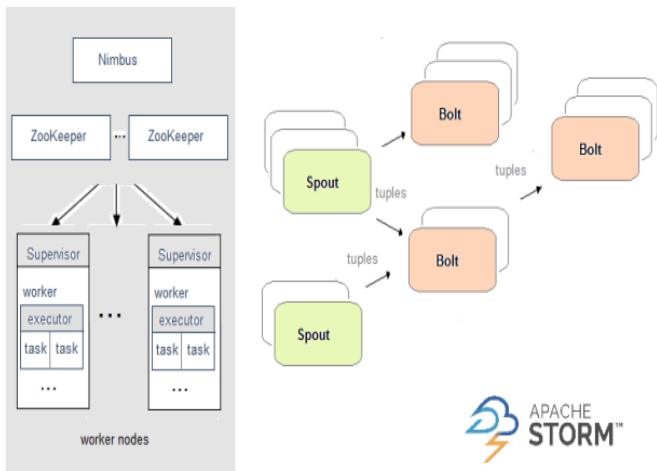 Nimbus
ZooKeeper ... ZooKeeper
Supervisor
worker
executor
task task
...
...
Supervisor
worker
executor
task task
...
worker nodes
Bolt
Spout
tuples
Bolt
tuples
Bolt
tuples
Spout
APACHE
STORM™